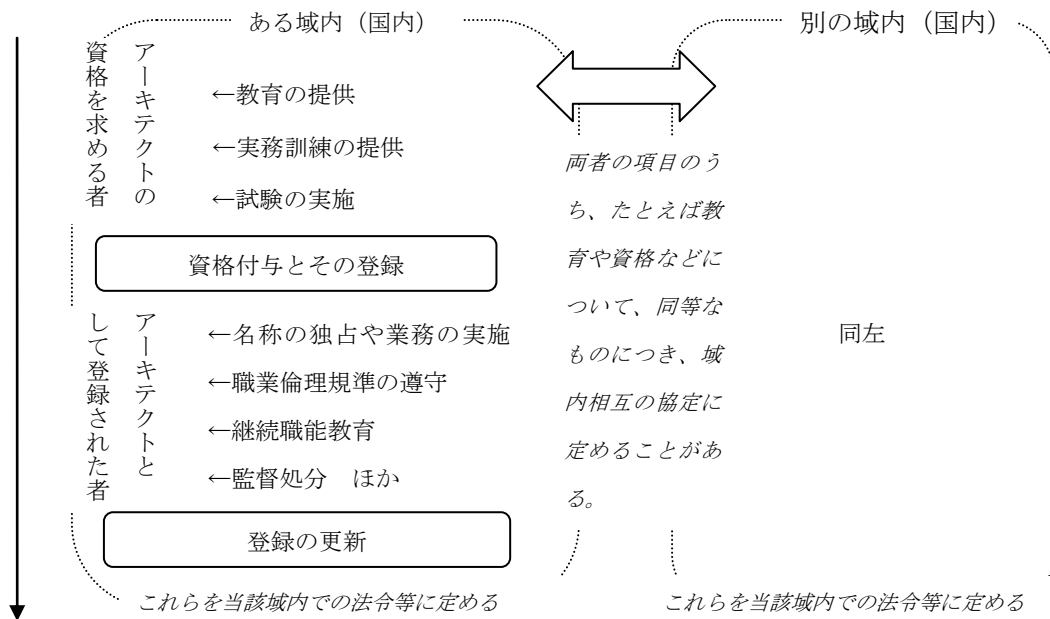 ある域内（国内）
別の域内（国内）
アーキテクトの
資格を求める者
←教育の提供
←実務訓練の提供
←試験の実施
資格付与とその登録
アーキテクトと
して登録された者
←名称の独占や業務の実施
←職業倫理規準の遵守
←継続職能教育
←監督処分　ほか
登録の更新
これらを当該域内での法令等に定める
両者の項目のう
ち、たとえば教
育や資格などに
ついて、同等な
ものにつき、域
内相互の協定に
定めることがあ
る。
同左
これらを当該域内での法令等に定める